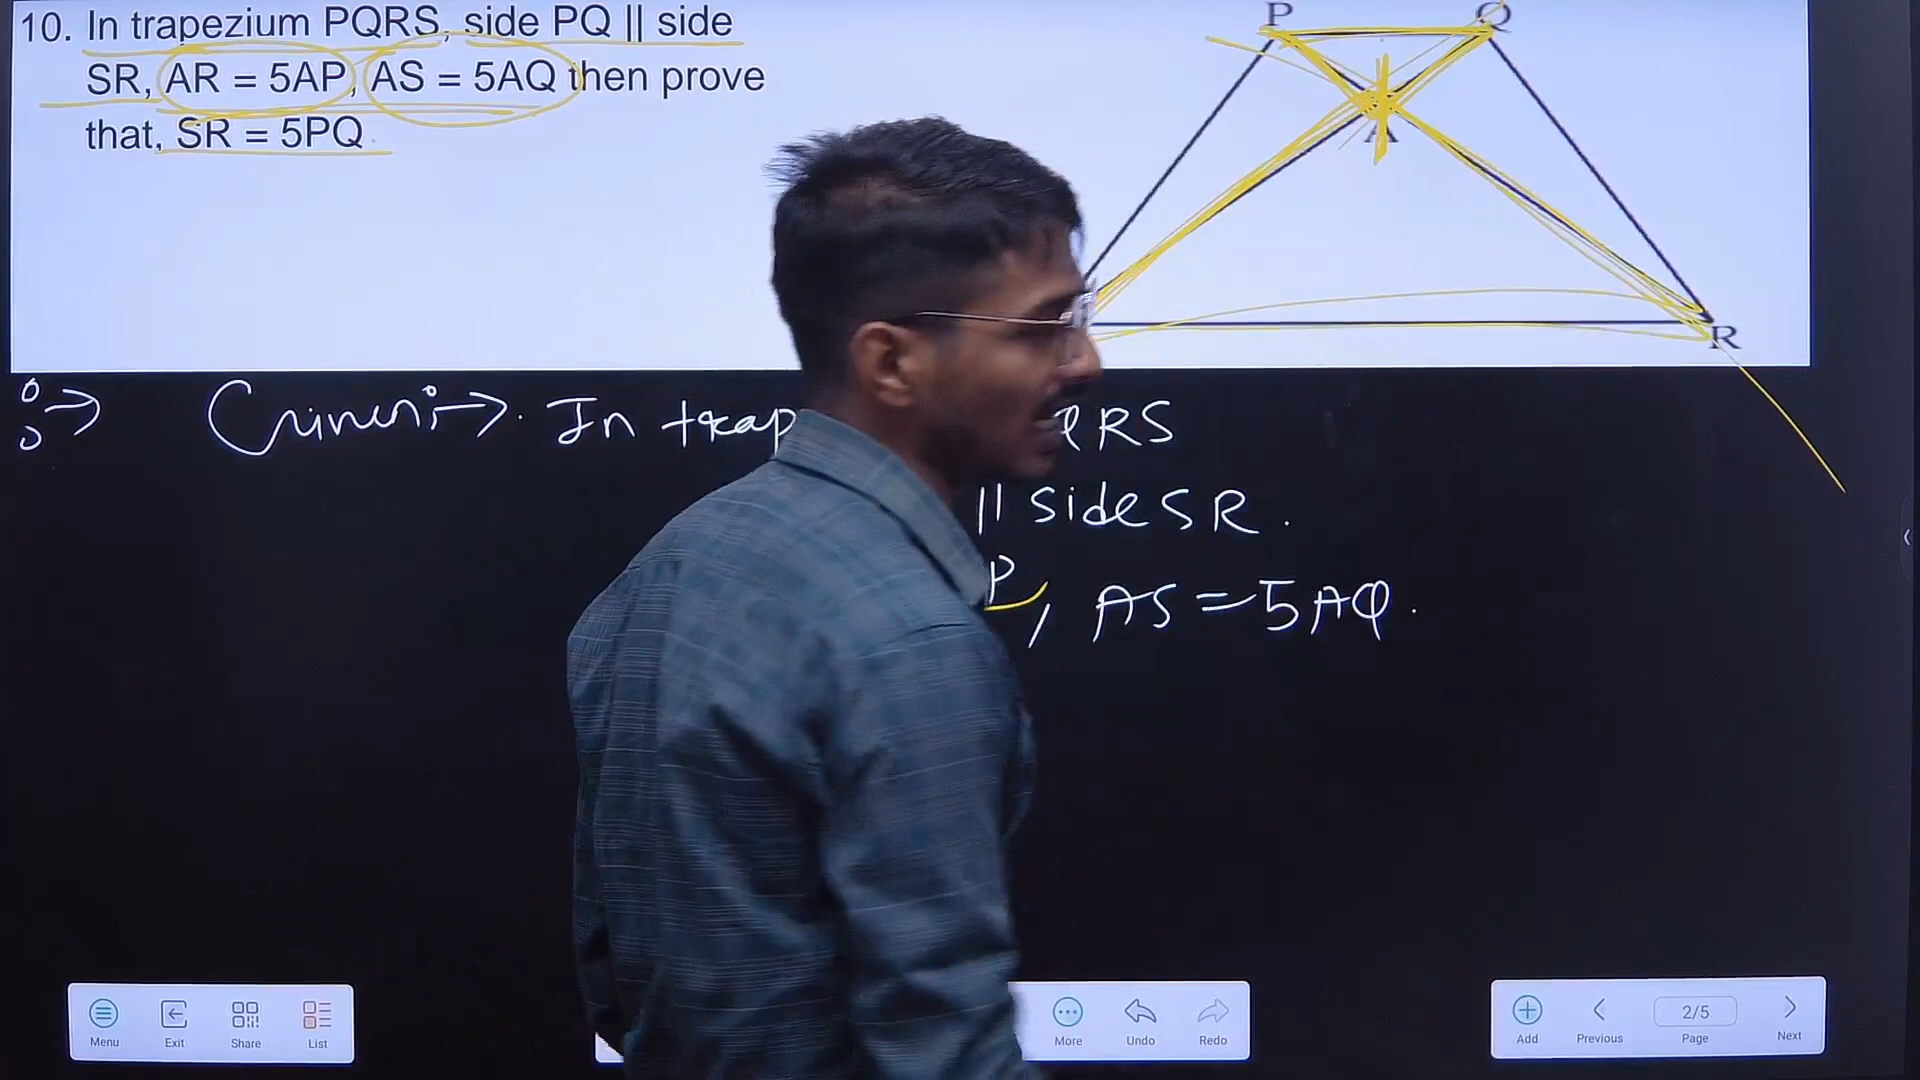 10. In trapezium PQRS, side PQ || side
SR, AR = 5AP, AS = 5AQ then prove
that, SR = 5PQ
P
Q
A
R
Given :→ In trap QRS
|| side SR.
P, AS = 5AQ.
Menu
Exit
Share
List
More
Undo
Redo
Add
Previous
2/5
Page
Next